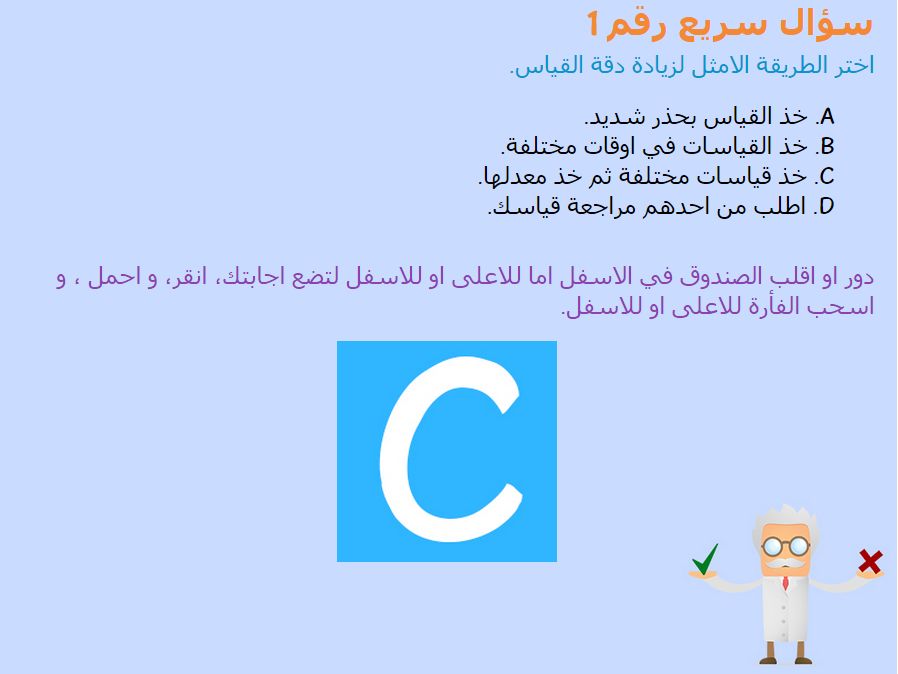 سؤال سريع رقم 1
اختر الطريقة الامثل لزيادة دقة القياس.
A. خذ القياس بحذر شديد.
B. خذ القياسات في اوقات مختلفة.
C. خذ قياسات مختلفة ثم خذ معدلها.
D. اطلب من احدهم مراجعة قياسك.
دور او اقلب الصندوق في الاسفل اما للاعلى او للاسفل لتضع اجابتك، انقر، و احمل ، و
اسحب الفأرة للاعلى او للاسفل.
C